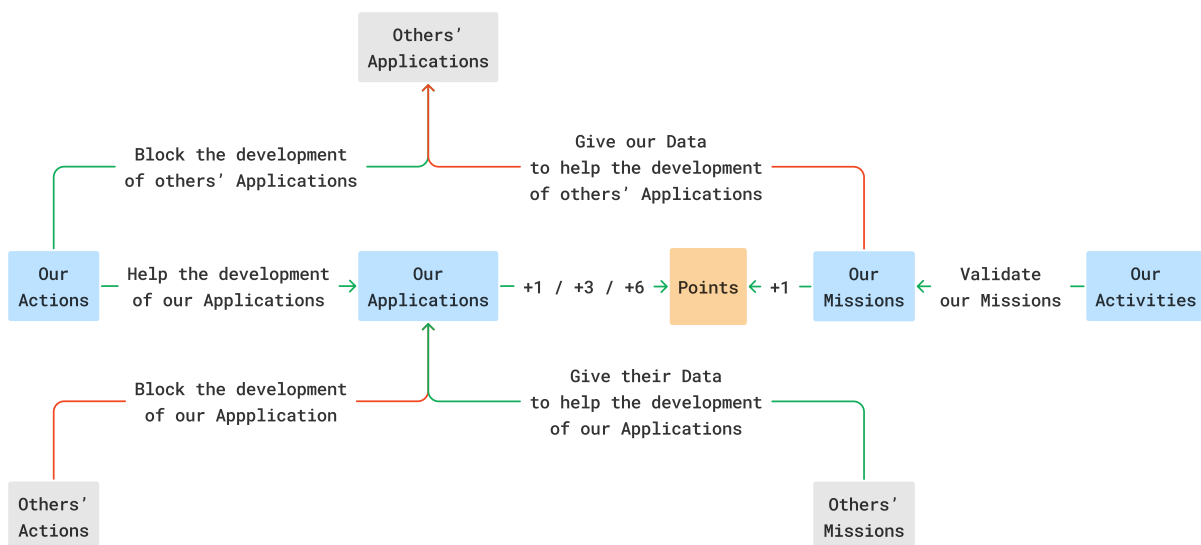 Others’
Applications
Block the development
of others’ Applications
Give our Data
to help the development
of others’ Applications
Our
Actions
Help the development
of our Applications
Our
Applications
+1 / +3 / +6
Points
+1
Our
Missions
Validate
our Missions
Our
Activities
Block the development
of our Appplication
Give their Data
to help the development
of our Applications
Others’
Actions
Others’
Missions